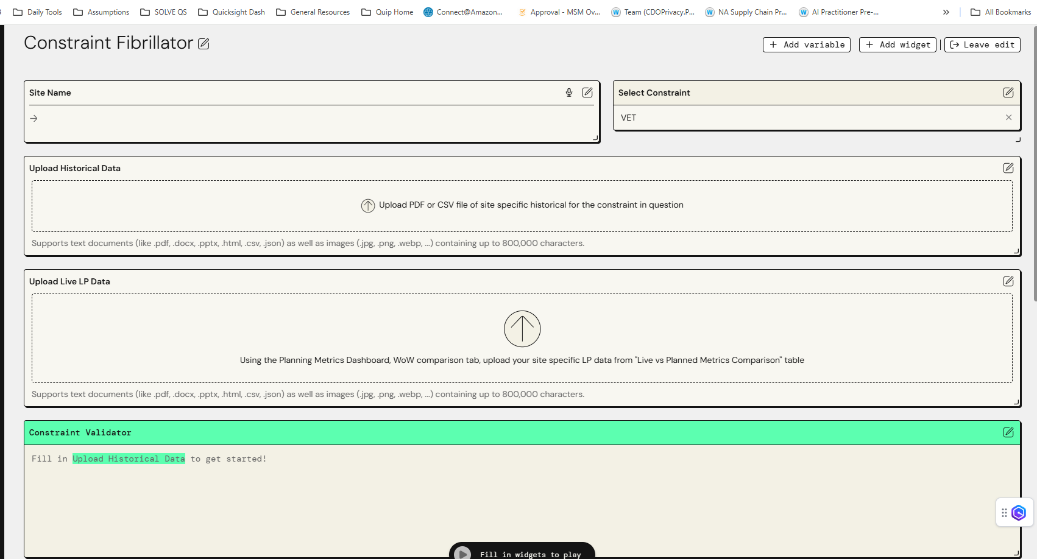 Daily Tools Assumptions SOLVE QS Quicksight Dash General Resources Quip Home Connect@Amazon... Approval - MSM Ov... Team (CDOPrivacy.P... NA Supply Chain Pr... AI Practitioner Pre-... » All Bookmarks
Constraint Fibrillator
+ Add variable + Add widget | Leave edit
Site Name
Select Constraint
VET
Upload Historical Data
Upload PDF or CSV file of site specific historical for the constraint in question
Supports text documents (like .pdf, .docx, .pptx, .html, .csv, .json) as well as images (.jpg, .png, .webp, ...) containing up to 800,000 characters.
Upload Live LP Data
Using the Planning Metrics Dashboard, WoW comparison tab, upload your site specific LP data from "Live vs Planned Metrics Comparison" table
Supports text documents (like .pdf, .docx, .pptx, .html, .csv, .json) as well as images (.jpg, .png, .webp, ...) containing up to 800,000 characters.
Constraint Validator
Fill in Upload Historical Data to get started!
Fill in widgets to play